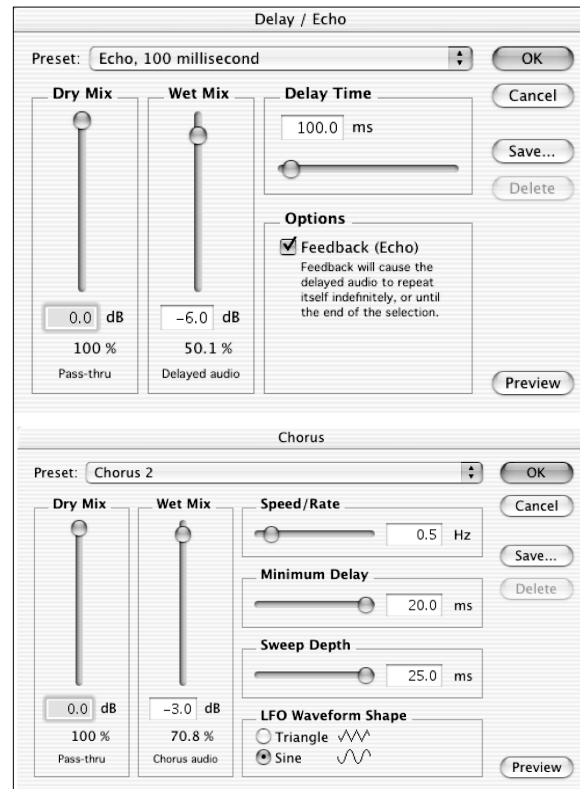 Delay / Echo
Preset: Echo, 100 millisecond
OK
Dry Mix
Wet Mix
Delay Time
Cancel
100.0 ms
Save...
Delete
Options
Feedback (Echo)
Feedback will cause the
delayed audio to repeat
itself indefinitely, or until
the end of the selection.
0.0 dB
-6.0 dB
100 %
50.1 %
Pass-thru
Delayed audio
Preview
Chorus
Preset: Chorus 2
OK
Dry Mix
Wet Mix
Speed/Rate
Cancel
0.5 Hz
Save...
Minimum Delay
Delete
20.0 ms
Sweep Depth
25.0 ms
0.0 dB
-3.0 dB
LFO Waveform Shape
100 %
70.8 %
Triangle
Pass-thru
Chorus audio
Sine
Preview